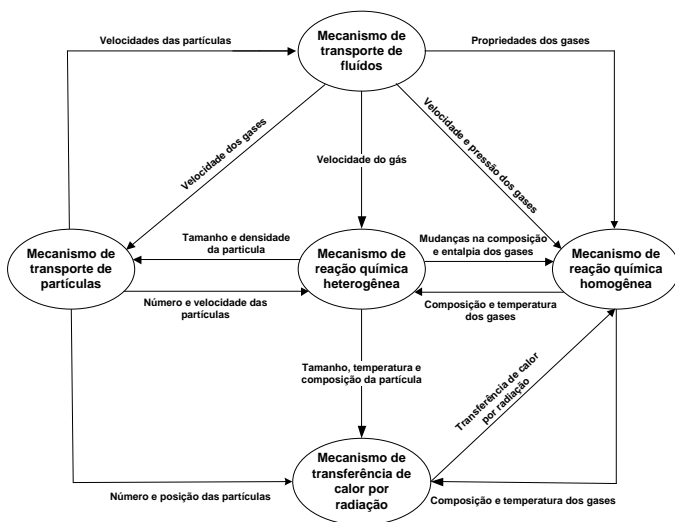 Velocidades das partículas
Mecanismo de
transporte de
fluídos
Propriedades dos gases
Velocidade dos gases
Velocidade do gás
Velocidade e
pressão dos gases
Mecanismo de
transporte de
partículas
Tamanho e densidade
da particula
Mecanismo de
reação química
heterogênea
Mudanças na composição
e entalpia dos gases
Mecanismo de
reação química
homogênea
Número e velocidade das
partículas
Composição e temperatura
dos gases
Tamanho, temperatura e
composição da partícula
Transferência de calor
por radiação
Mecanismo de
transferência de
calor por
radiação
Número e posição das partículas
Composição e temperatura dos gases